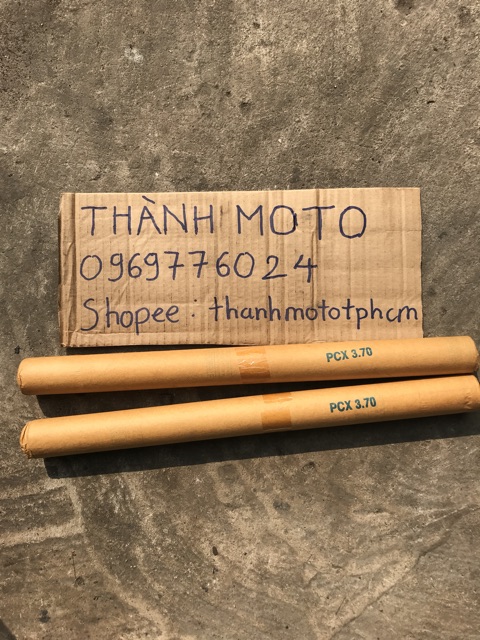 THÀNH MOTO
0969776024
Shopee: thanhmototphcm
PCX 3.70
PCX 3.70